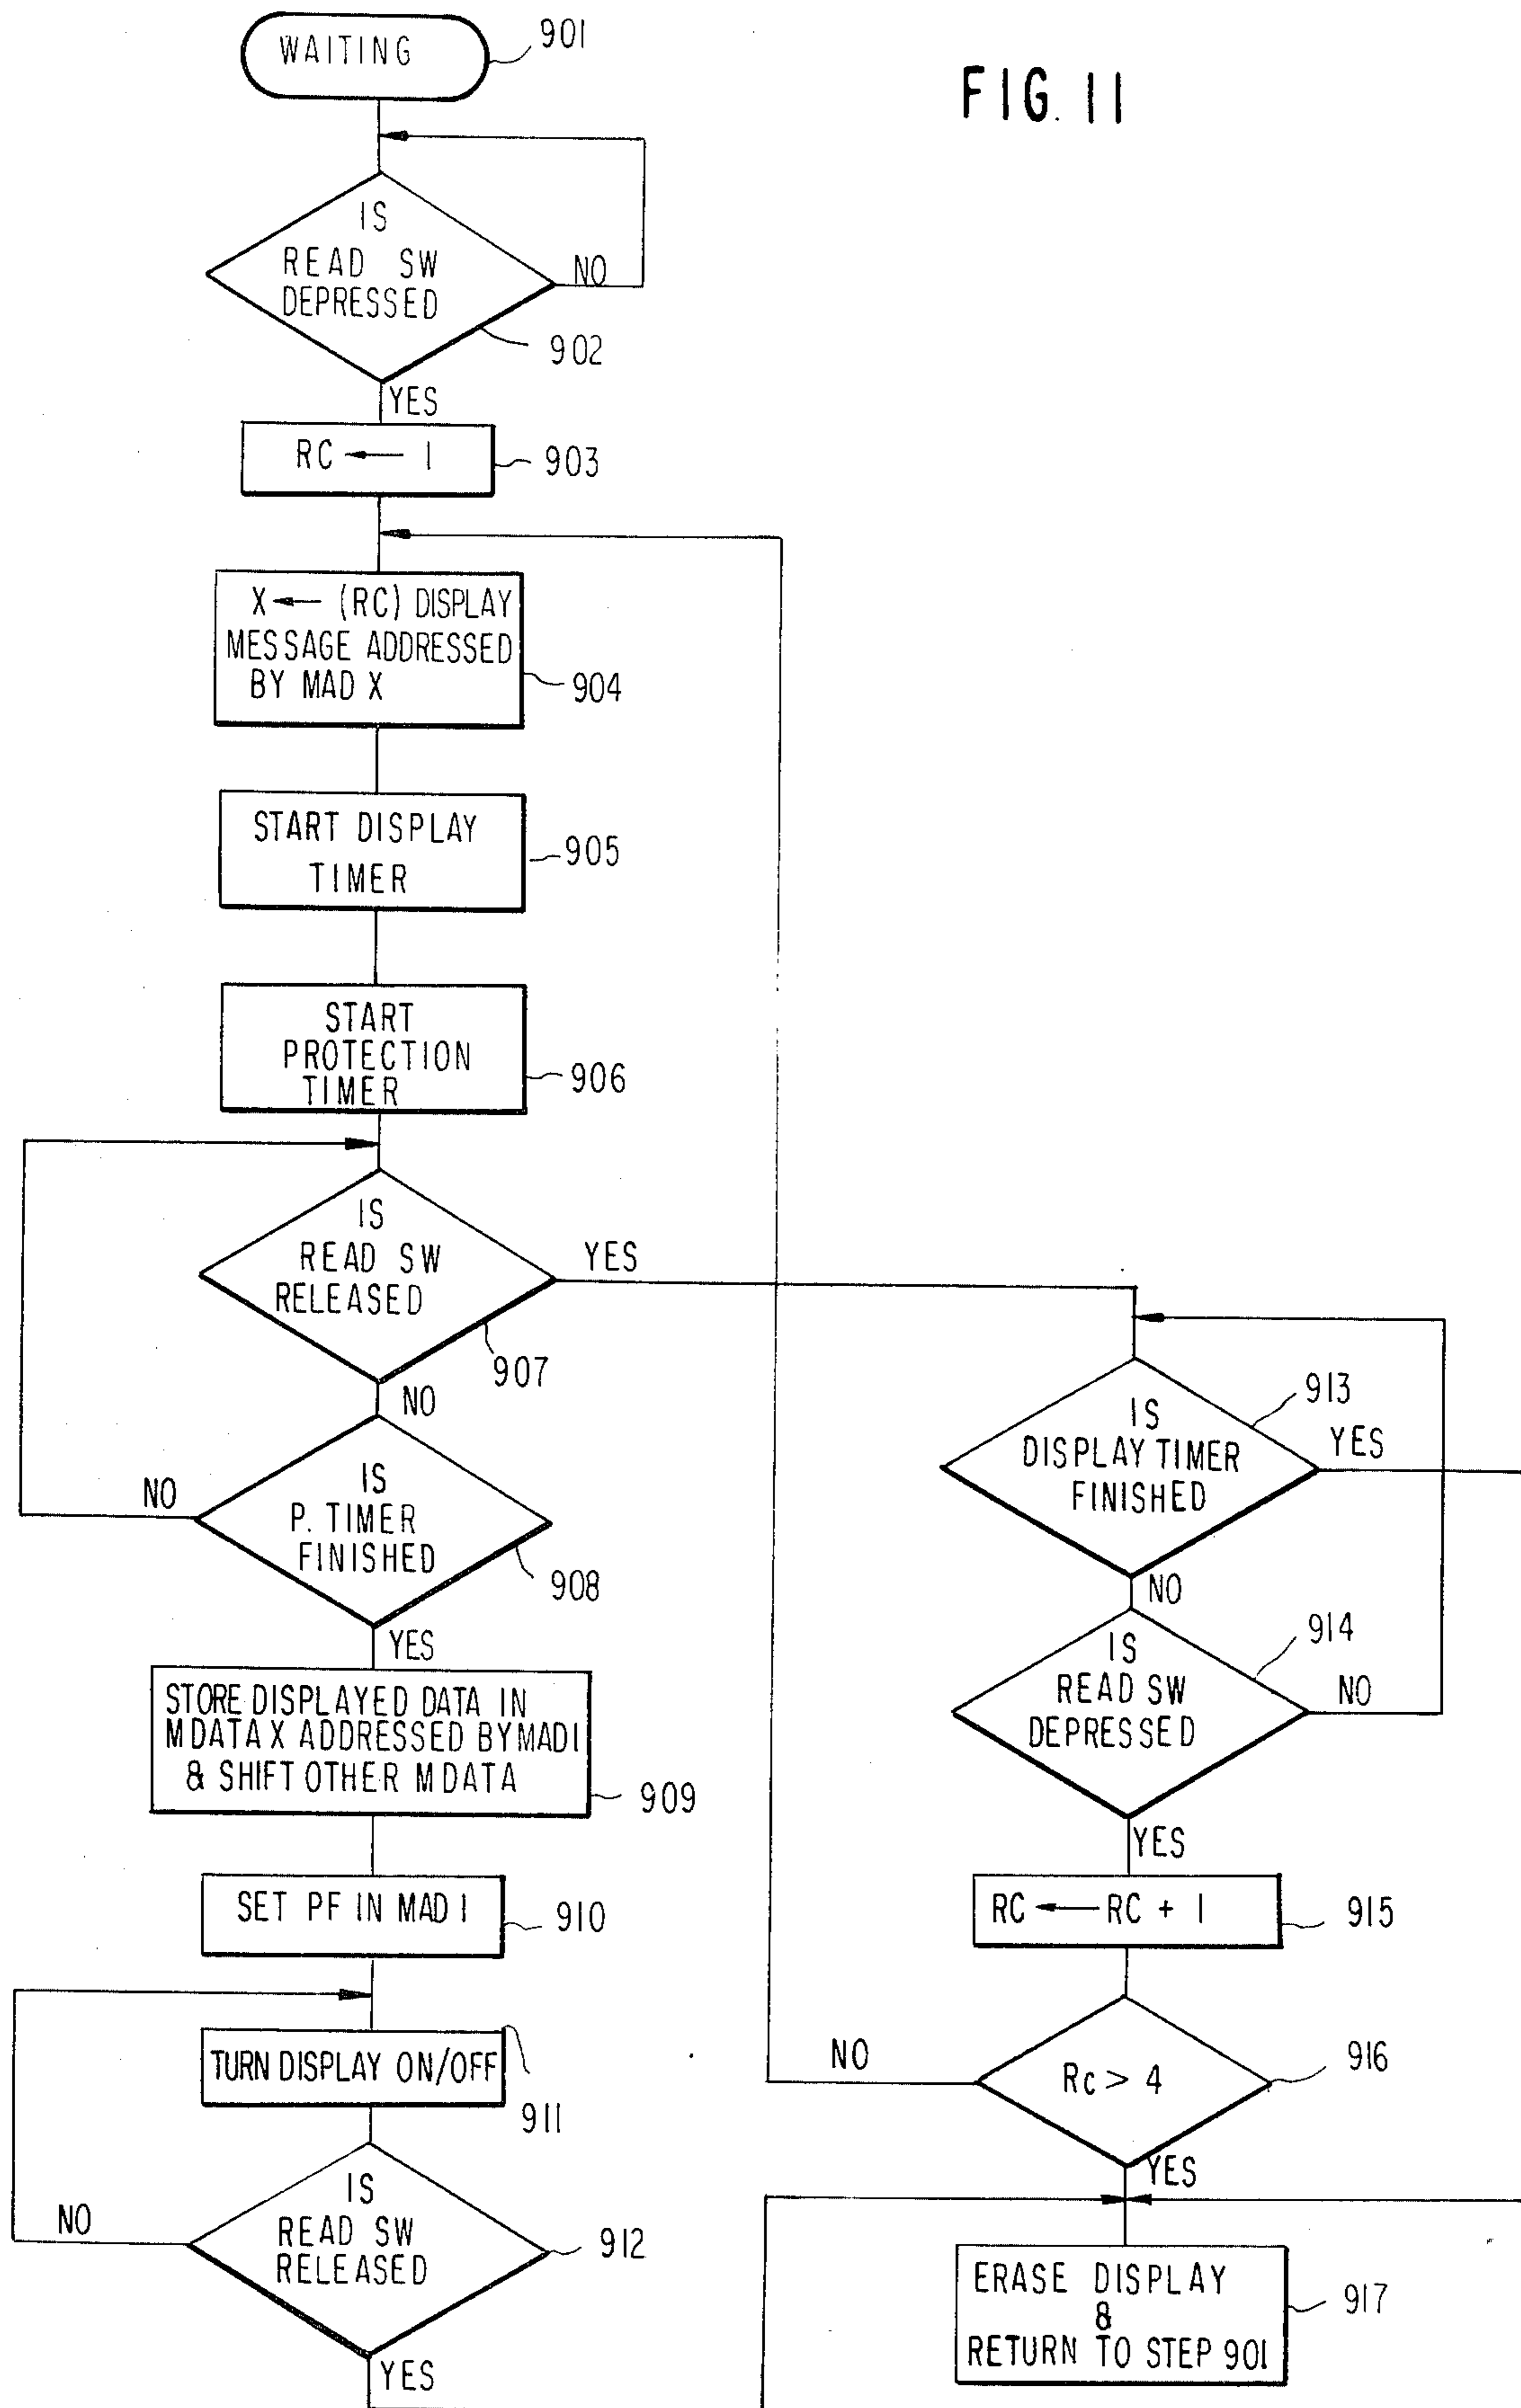 FIG. 11
WAITING
901
IS
READ SW
DEPRESSED
NO
902
YES
RC ← 1
903
X ← (RC) DISPLAY
MESSAGE ADDRESSED
BY MAD X
904
START DISPLAY
TIMER
905
START
PROTECTION
TIMER
906
IS
READ SW
RELEASED
YES
907
NO
IS
P. TIMER
FINISHED
NO
908
YES
STORE DISPLAYED DATA IN
MDATA X ADDRESSED BY MAD1
& SHIFT OTHER MDATA
909
SET PF IN MAD 1
910
TURN DISPLAY ON/OFF
911
IS
READ SW
RELEASED
NO
912
YES
IS
DISPLAY TIMER
FINISHED
913
YES
NO
IS
READ SW
DEPRESSED
914
NO
YES
RC ← RC + 1
915
Rc > 4
NO
916
YES
ERASE DISPLAY
&
RETURN TO STEP 901
917